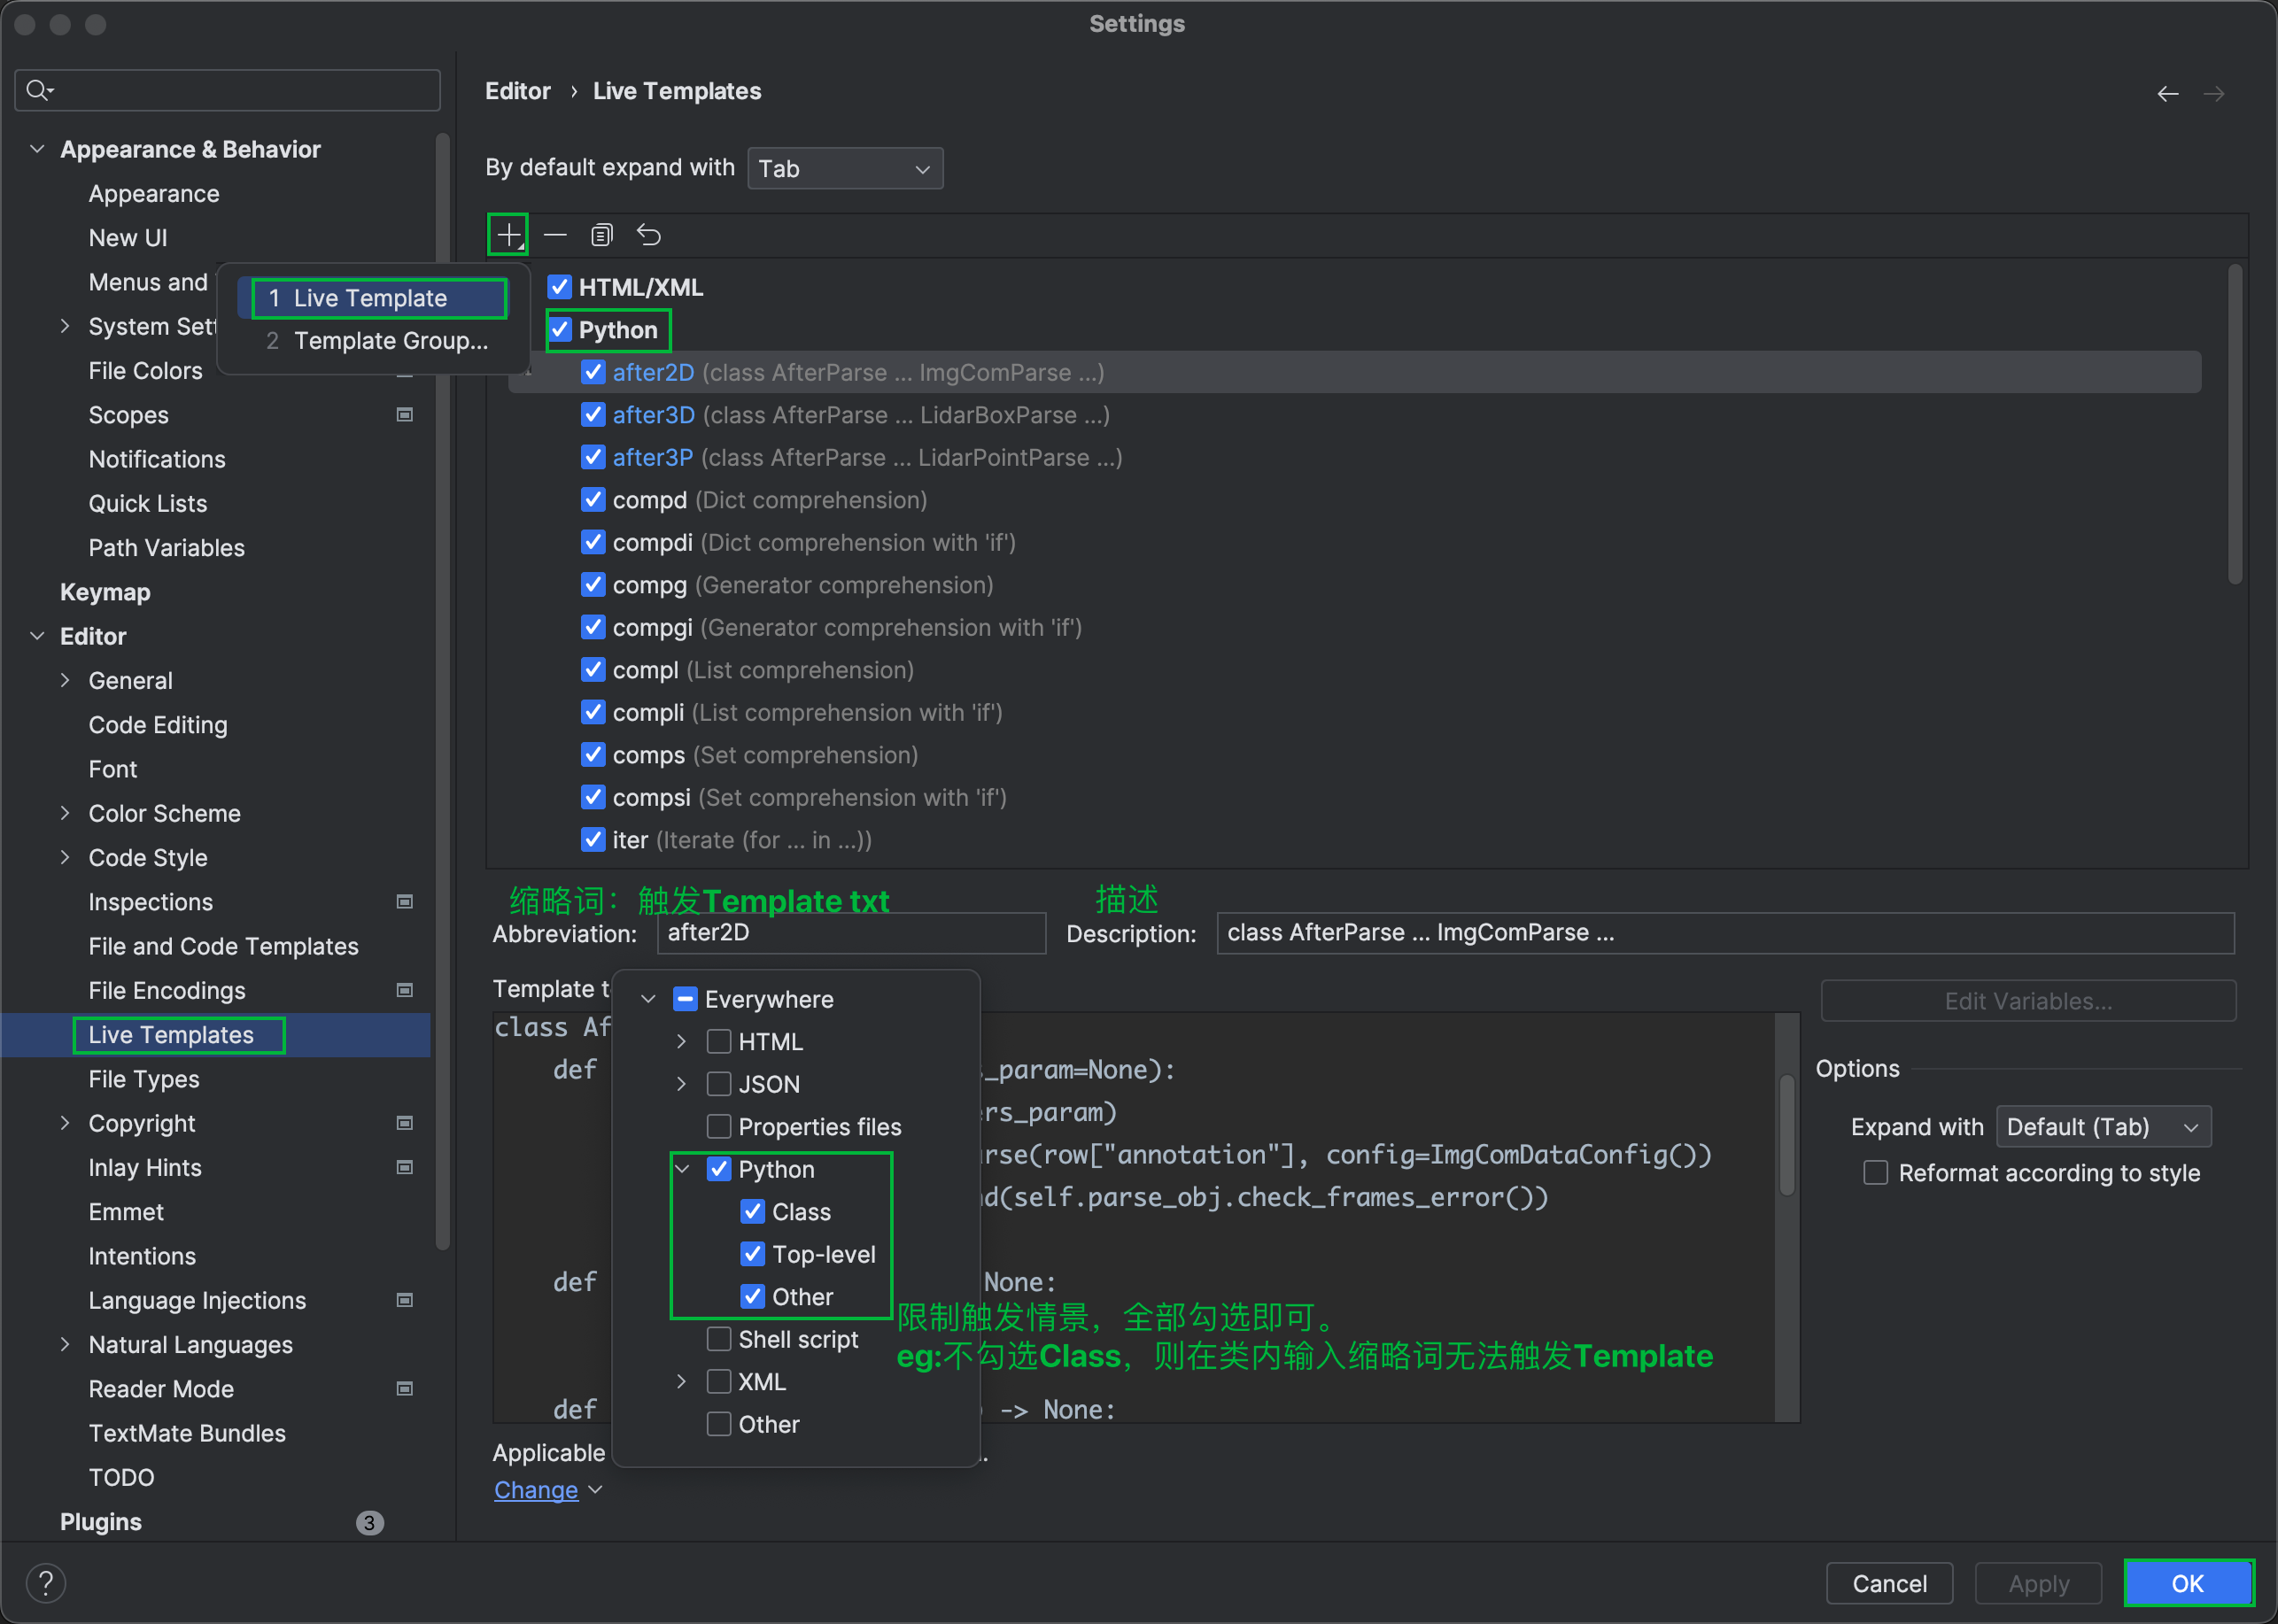 Settings
Editor › Live Templates
By default expand with Tab
Appearance & Behavior
Appearance
New UI
Menus and
System Set
File Colors
Scopes
Notifications
Quick Lists
Path Variables
Keymap
Editor
General
Code Editing
Font
Color Scheme
Code Style
Inspections
File and Code Templates
File Encodings
Live Templates
File Types
Copyright
Inlay Hints
Emmet
Intentions
Language Injections
Natural Languages
Reader Mode
TextMate Bundles
TODO
Plugins 3
1 Live Template
2 Template Group...
HTML/XML
Python
after2D (class AfterParse ... ImgComParse ...)
after3D (class AfterParse ... LidarBoxParse ...)
after3P (class AfterParse ... LidarPointParse ...)
compd (Dict comprehension)
compdi (Dict comprehension with 'if')
compg (Generator comprehension)
compgi (Generator comprehension with 'if')
compl (List comprehension)
compli (List comprehension with 'if')
comps (Set comprehension)
compsi (Set comprehension with 'if')
iter (Iterate (for ... in ...))
缩略词：触发Template txt 描述
Abbreviation: after2D Description: class AfterParse ... ImgComParse ...
Template t
Edit Variables...
class Af
def s_param=None):
ers_param)
arse(row["annotation"], config=ImgComDataConfig())
nd(self.parse_obj.check_frames_error())
def None:
def -> None:
Everywhere
HTML
JSON
Properties files
Python
Class
Top-level
Other
Shell script
XML
Other
限制触发情景，全部勾选即可。
eg:不勾选Class，则在类内输入缩略词无法触发Template
Options
Expand with Default (Tab)
Reformat according to style
Applicable
Change
? Cancel Apply OK